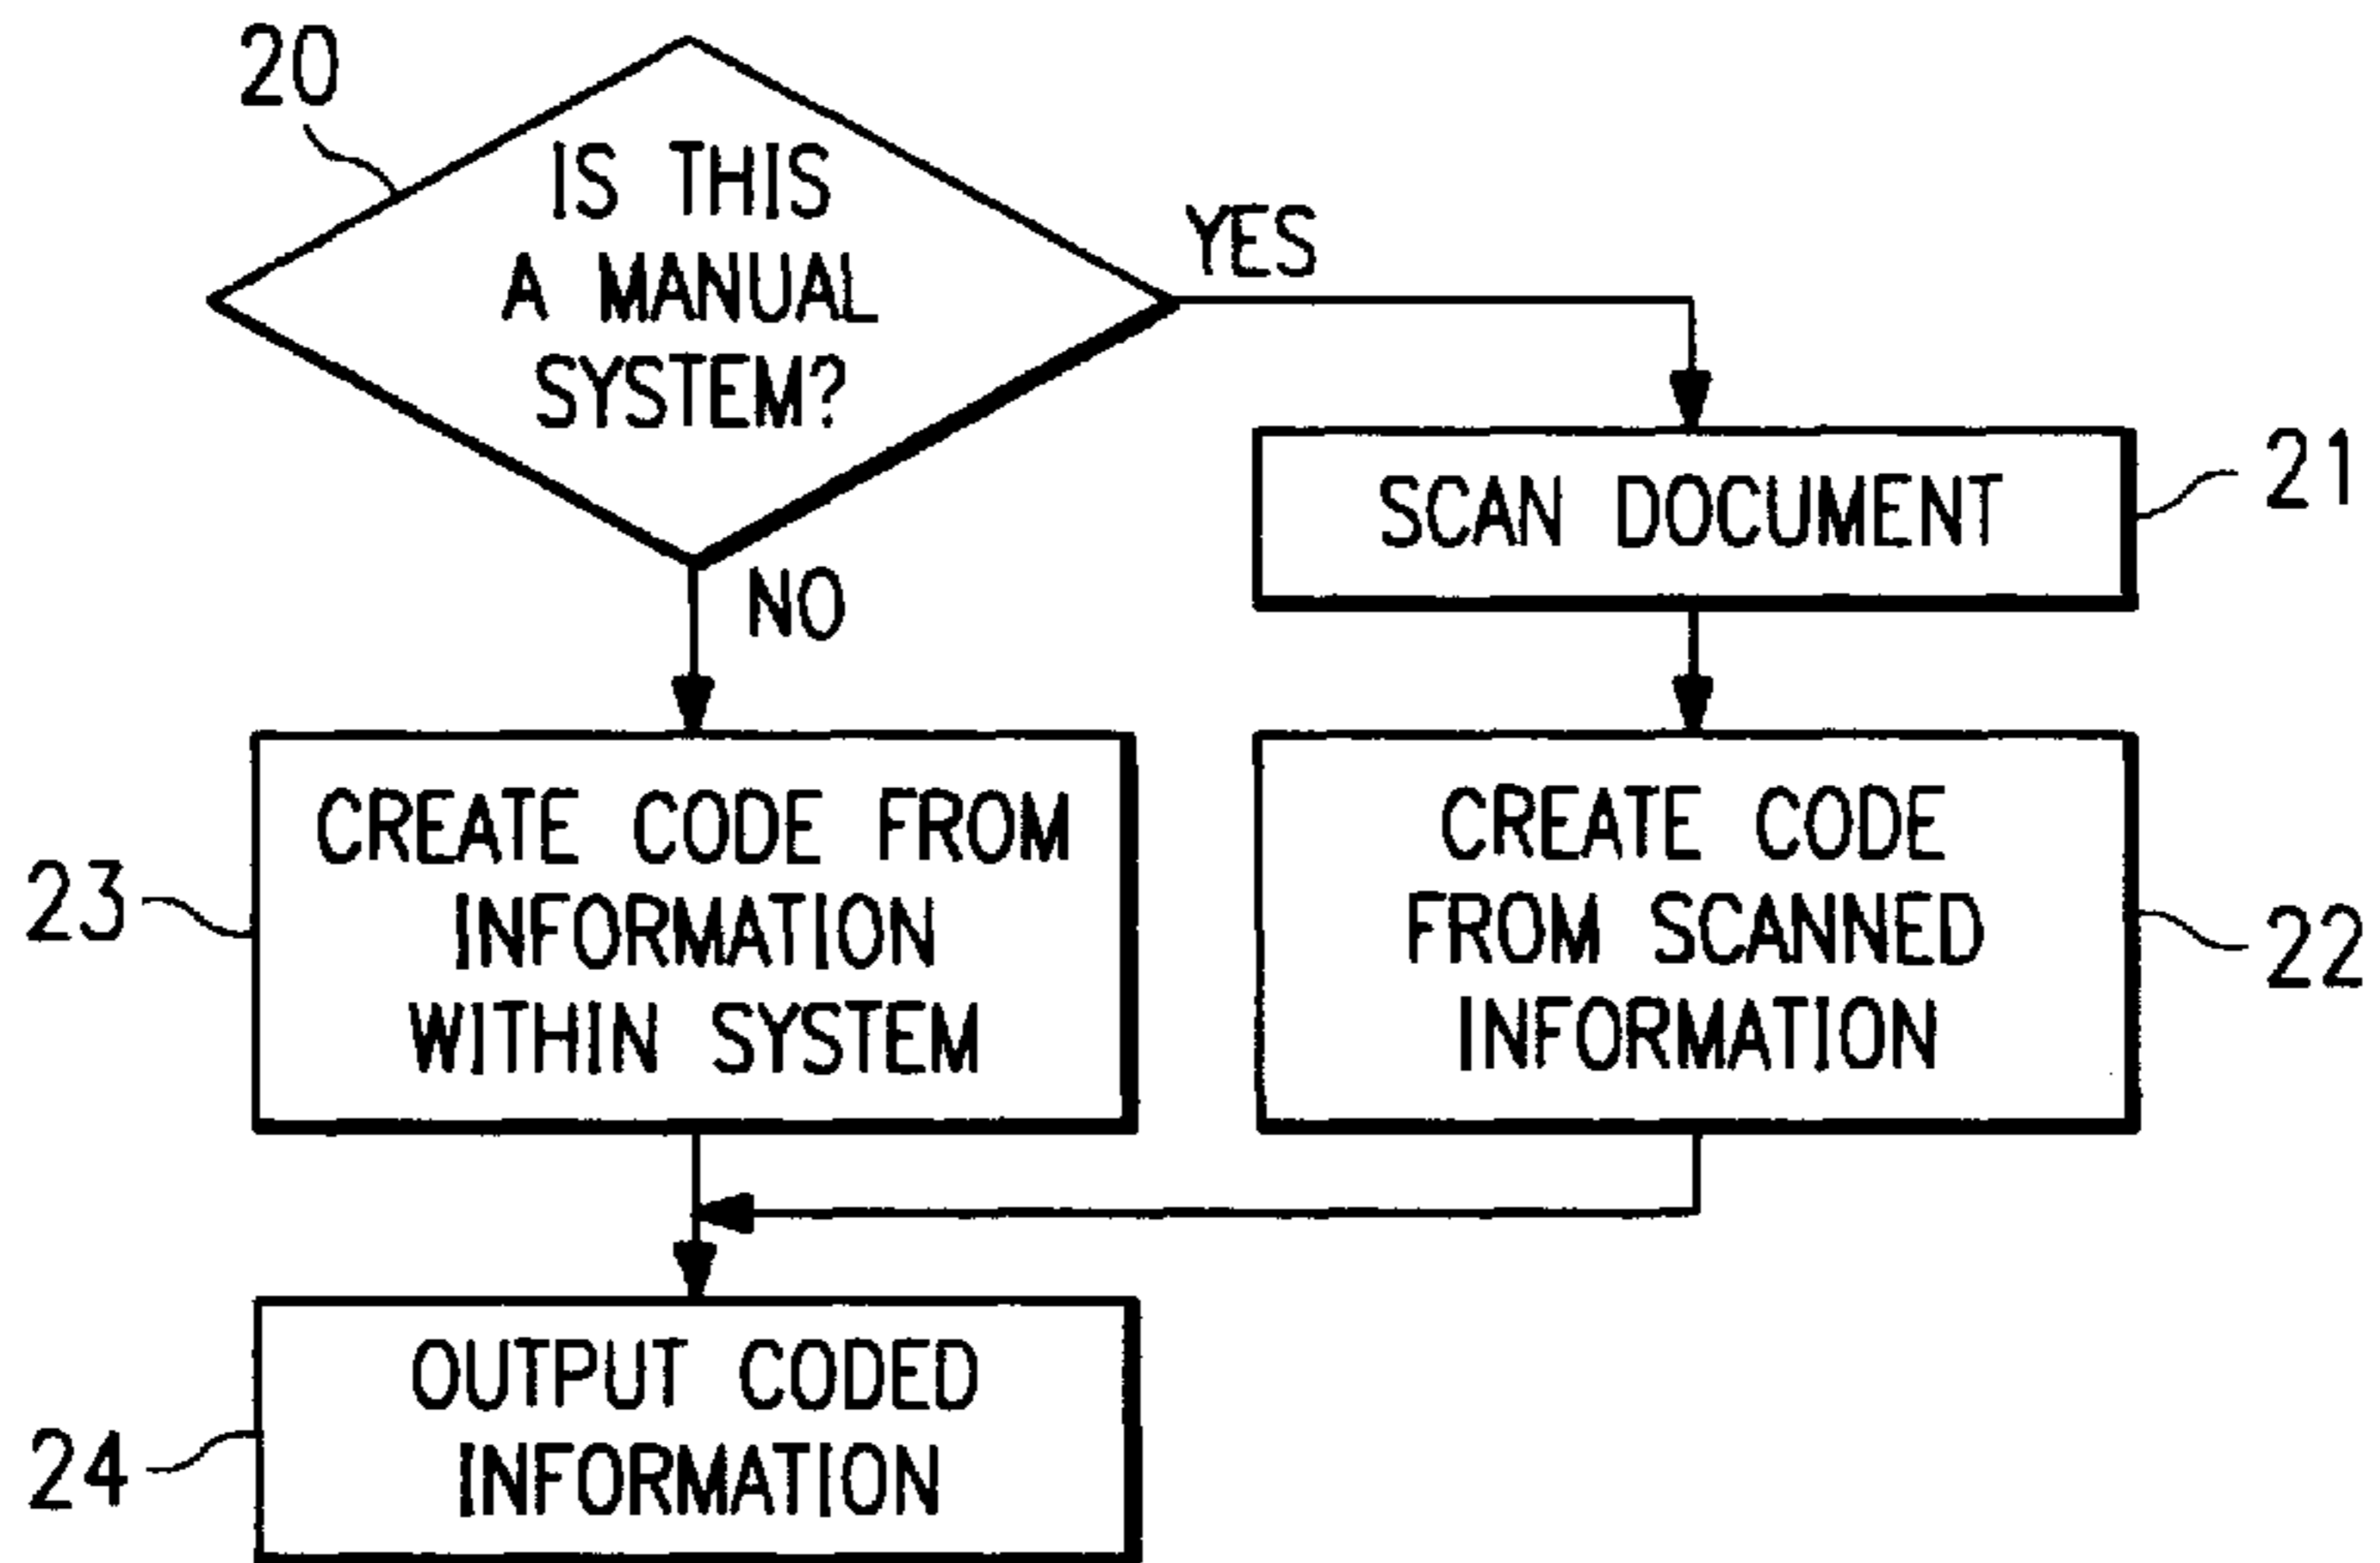 20
IS THIS
A MANUAL
SYSTEM?
YES
NO
SCAN DOCUMENT
21
CREATE CODE FROM
INFORMATION
WITHIN SYSTEM
23
CREATE CODE
FROM SCANNED
INFORMATION
22
OUTPUT CODED
INFORMATION
24